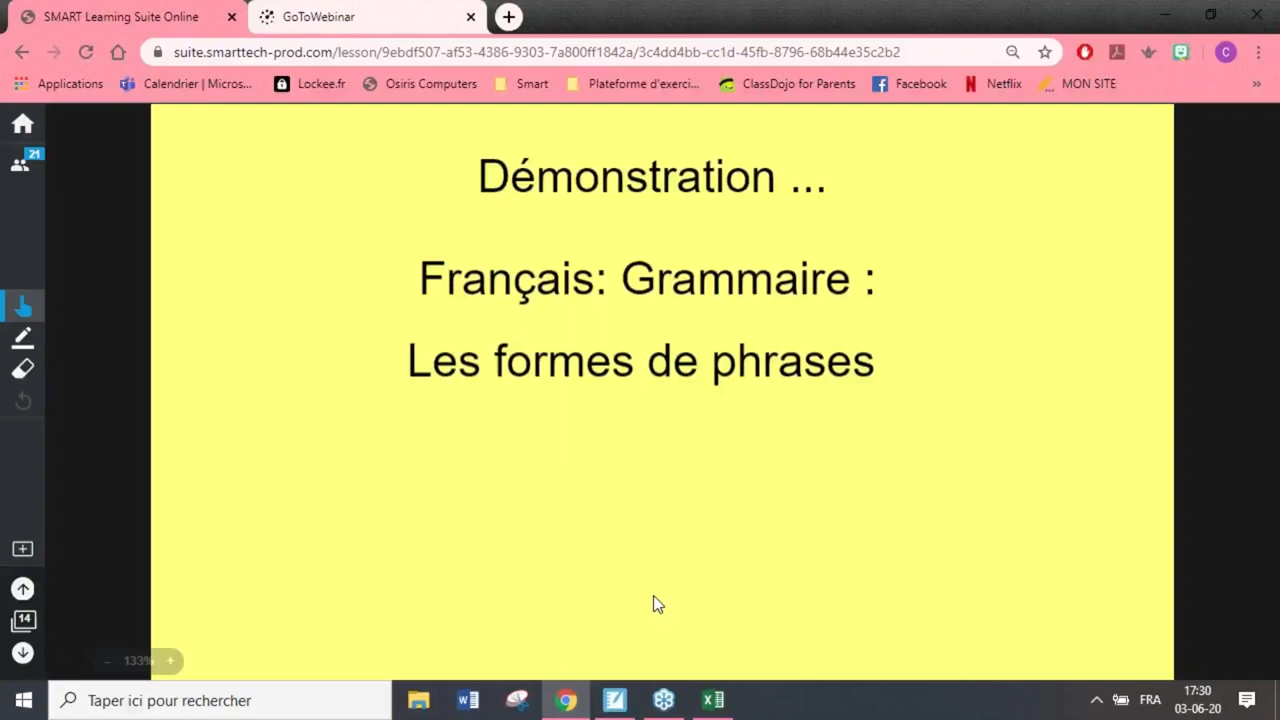 SMART Learning Suite Online
GoToWebinar
suite.smarttech-prod.com/lesson/9ebdf507-af53-4386-9303-7a800ff1842a/3c4dd4bb-cc1d-45fb-8796-68b44e35c2b2
C
Applications
Calendrier | Micros...
Lockee.fr
Osiris Computers
Smart
Plateforme d'exerci...
ClassDojo for Parents
Facebook
Netflix
MON SITE
»
21
Démonstration ...
Français: Grammaire :
Les formes de phrases
14
133%
Taper ici pour rechercher
FRA
17:30
03-06-20